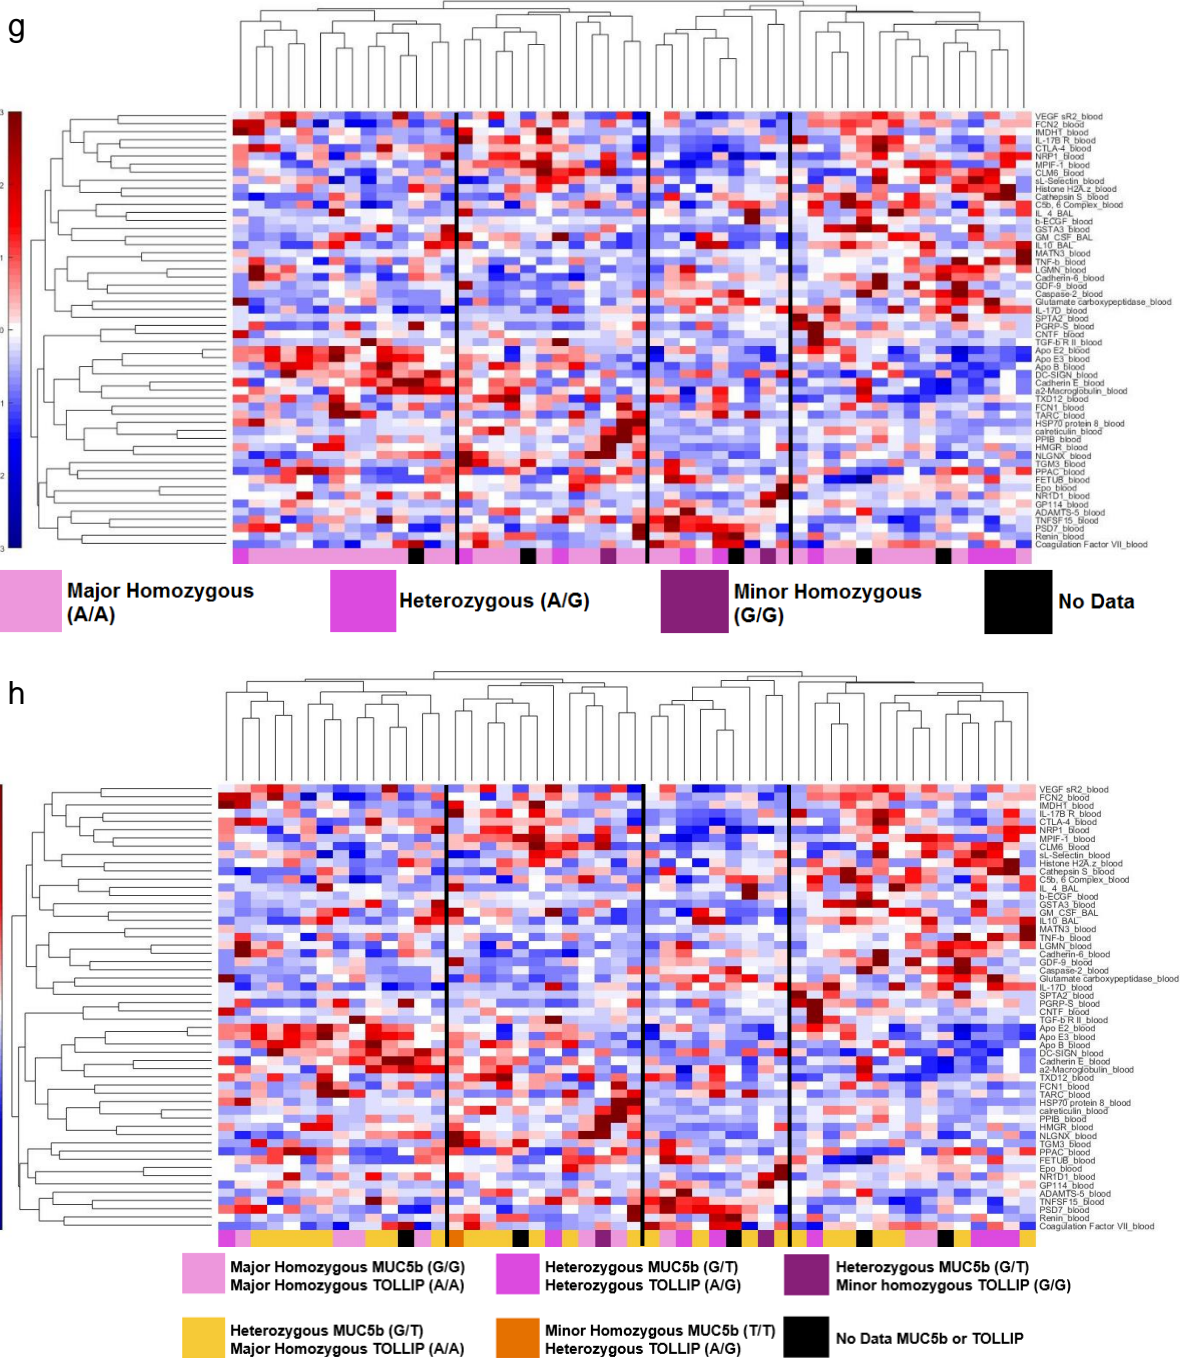 g
3
2
1
0
1
2
3
VEGF sR2_blood
FCN2_blood
IMDHT_blood
IL-17B R_blood
CTLA-4_blood
NRP1_blood
MPIF-1_blood
CLM6_blood
sL-Selectin_blood
Histone H2A.z_blood
Cathepsin S_blood
C5b, 6 Complex_blood
IL_4_BAL
b-ECGF_blood
GSTA3_blood
GM_CSF_BAL
IL10_BAL
MATN3_blood
TNF-b_blood
LGMN_blood
Cadherin-6_blood
GDF-9_blood
Caspase-2_blood
Glutamate carboxypeptidase_blood
IL-17D_blood
SPTA2_blood
PGRP-S_blood
CNTF_blood
TGF-b R II_blood
Apo E2_blood
Apo E3_blood
Apo B_blood
DC-SIGN_blood
Cadherin E_blood
a2-Macroglobulin_blood
TXD12_blood
FCN1_blood
TARC_blood
HSP70 protein 8_blood
calreticulin_blood
PPIB_blood
HMGR_blood
NLGNX_blood
TGM3_blood
PPAC_blood
FETUB_blood
Epo_blood
NR1D1_blood
GP114_blood
ADAMTS-5_blood
TNFSF15_blood
PSD7_blood
Renin_blood
Coagulation Factor VII_blood
Major Homozygous
(A/A)
Heterozygous (A/G)
Minor Homozygous
(G/G)
No Data
h
VEGF sR2_blood
FCN2_blood
IMDHT_blood
IL-17B R_blood
CTLA-4_blood
NRP1_blood
MPIF-1_blood
CLM6_blood
sL-Selectin_blood
Histone H2A.z_blood
Cathepsin S_blood
C5b, 6 Complex_blood
IL_4_BAL
b-ECGF_blood
GSTA3_blood
GM_CSF_BAL
IL10_BAL
MATN3_blood
TNF-b_blood
LGMN_blood
Cadherin-6_blood
GDF-9_blood
Caspase-2_blood
Glutamate carboxypeptidase_blood
IL-17D_blood
SPTA2_blood
PGRP-S_blood
CNTF_blood
TGF-b R II_blood
Apo E2_blood
Apo E3_blood
Apo B_blood
DC-SIGN_blood
Cadherin E_blood
a2-Macroglobulin_blood
TXD12_blood
FCN1_blood
TARC_blood
HSP70 protein 8_blood
calreticulin_blood
PPIB_blood
HMGR_blood
NLGNX_blood
TGM3_blood
PPAC_blood
FETUB_blood
Epo_blood
NR1D1_blood
GP114_blood
ADAMTS-5_blood
TNFSF15_blood
PSD7_blood
Renin_blood
Coagulation Factor VII_blood
Major Homozygous MUC5b (G/G)
Major Homozygous TOLLIP (A/A)
Heterozygous MUC5b (G/T)
Heterozygous TOLLIP (A/G)
Heterozygous MUC5b (G/T)
Minor homozygous TOLLIP (G/G)
Heterozygous MUC5b (G/T)
Major Homozygous TOLLIP (A/A)
Minor Homozygous MUC5b (T/T)
Heterozygous TOLLIP (A/G)
No Data MUC5b or TOLLIP